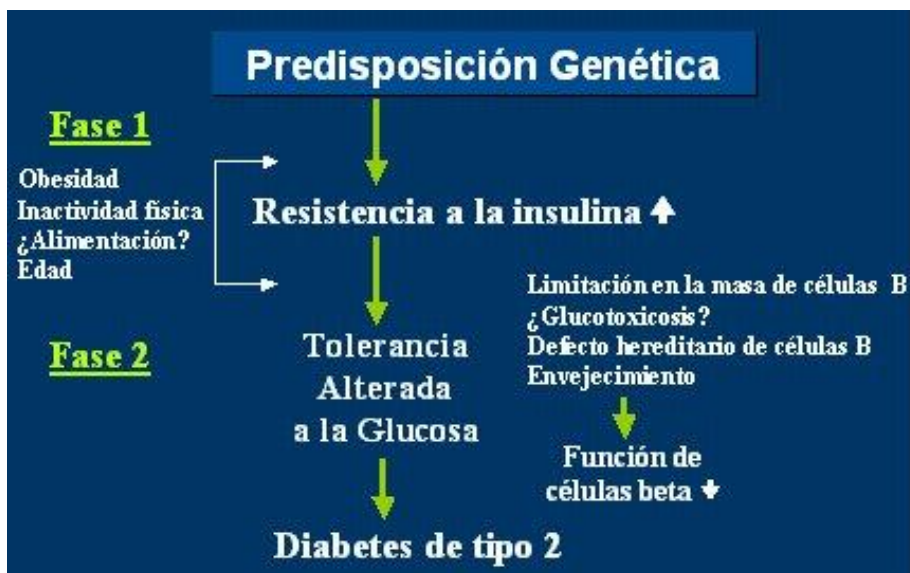 Predisposición Genética
Fase 1
Obesidad
Inactividad física
¿Alimentación?
Edad
Resistencia a la insulina
Fase 2
Tolerancia
Alterada
a la Glucosa
Limitación en la masa de células B
¿Glucotoxicosis?
Defecto hereditario de células B
Envejecimiento
Función de
células beta
Diabetes de tipo 2